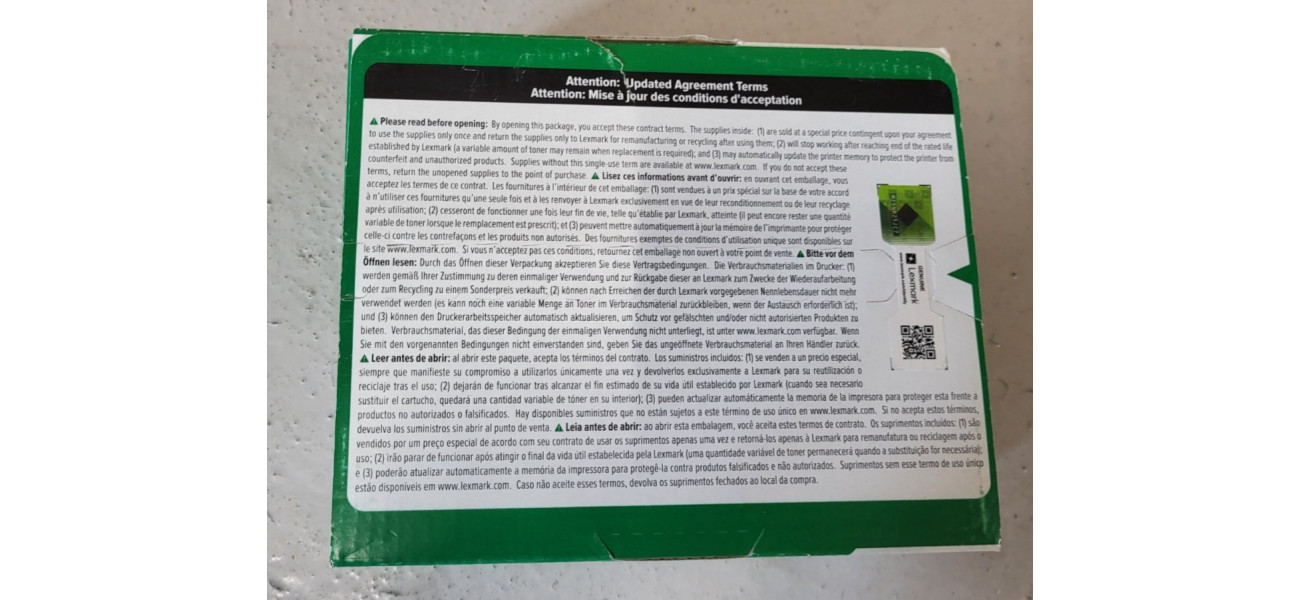 Attention: Updated Agreement Terms
Attention: Mise à jour des conditions d'acceptation
Please read before opening: By opening this package, you accept these contract terms. The supplies inside: (1) are sold at a special price contingent upon your agreement
to use the supplies only once and return the supplies only to Lexmark for remanufacturing or recycling after using them; (2) will stop working after reaching end of the rated life
established by Lexmark (a variable amount of toner may remain when replacement is required); and (3) may automatically update the printer memory to protect the printer from
counterfeit and unauthorized products. Supplies without this single-use term are available at www.lexmark.com. If you do not accept these
terms, return the unopened supplies to the point of purchase. Lisez ces informations avant d'ouvrir: en ouvrant cet emballage, vous
acceptez les termes de ce contrat. Les fournitures à l'intérieur de cet emballage: (1) sont vendues à un prix spécial sur la base de votre accord
à n'utiliser ces fournitures qu'une seule fois et à les renvoyer à Lexmark exclusivement en vue de leur reconditionnement ou de leur recyclage
après utilisation; (2) cesseront de fonctionner une fois leur fin de vie, telle qu'établie par Lexmark, atteinte (il peut encore rester une quantité
variable de toner lorsque le remplacement est prescrit); et (3) peuvent mettre automatiquement à jour la mémoire de l'imprimante pour protéger
celle-ci contre les contrefaçons et les produits non autorisés. Des fournitures exemptes de conditions d'utilisation unique sont disponibles sur
le site www.lexmark.com. Si vous n'acceptez pas ces conditions, retournez cet emballage non ouvert à votre point de vente. Bitte vor dem
Öffnen lesen: Durch das Öffnen dieser Verpackung akzeptieren Sie diese Vertragsbedingungen. Die Verbrauchsmaterialien im Drucker: (1)
werden gemäß Ihrer Zustimmung zu deren einmaliger Verwendung und zur Rückgabe dieser an Lexmark zum Zwecke der Wiederaufarbeitung
oder zum Recycling zu einem Sonderpreis verkauft; (2) können nach Erreichen der durch Lexmark vorgegebenen Nennlebensdauer nicht mehr
verwendet werden (es kann noch eine variable Menge an Toner im Verbrauchsmaterial zurückbleiben, wenn der Austausch erforderlich ist);
und (3) können den Druckerarbeitsspeicher automatisch aktualisieren, um Schutz vor gefälschten und/oder nicht autorisierten Produkten zu
bieten. Verbrauchsmaterial, das dieser Bedingung der einmaligen Verwendung nicht unterliegt, ist unter www.lexmark.com verfügbar. Wenn
Sie mit den vorgenannten Bedingungen nicht einverstanden sind, geben Sie das ungeöffnete Verbrauchsmaterial an Ihren Händler zurück.
Leer antes de abrir: al abrir este paquete, acepta los términos del contrato. Los suministros incluidos: (1) se venden a un precio especial,
siempre que manifieste su compromiso a utilizarlos únicamente una vez y devolverlos exclusivamente a Lexmark para su reutilización o
reciclaje tras el uso; (2) dejarán de funcionar tras alcanzar el fin estimado de su vida útil establecido por Lexmark (cuando sea necesario
sustituir el cartucho, quedará una cantidad variable de tóner en su interior); (3) pueden actualizar automáticamente la memoria de la impresora para proteger esta frente a
productos no autorizados o falsificados. Hay disponibles suministros que no están sujetos a este término de uso único en www.lexmark.com. Si no acepta estos términos,
devuelva los suministros sin abrir al punto de venta. Leia antes de abrir: ao abrir esta embalagem, você aceita estes termos de contrato. Os suprimentos incluídos: (1) são
vendidos por um preço especial de acordo com seu contrato de usar os suprimentos apenas uma vez e retorná-los apenas à Lexmark para remanufatura ou reciclagem após o
uso; (2) irão parar de funcionar após atingir o final da vida útil estabelecida pela Lexmark (uma quantidade variável de toner permanecerá quando a substituição for necessária);
e (3) poderão atualizar automaticamente a memória da impressora para protegê-la contra produtos falsificados e não autorizados. Suprimentos sem esse termo de uso único
estão disponíveis em www.lexmark.com. Caso não aceite esses termos, devolva os suprimentos fechados ao local da compra.
GENUINE
Lexmark